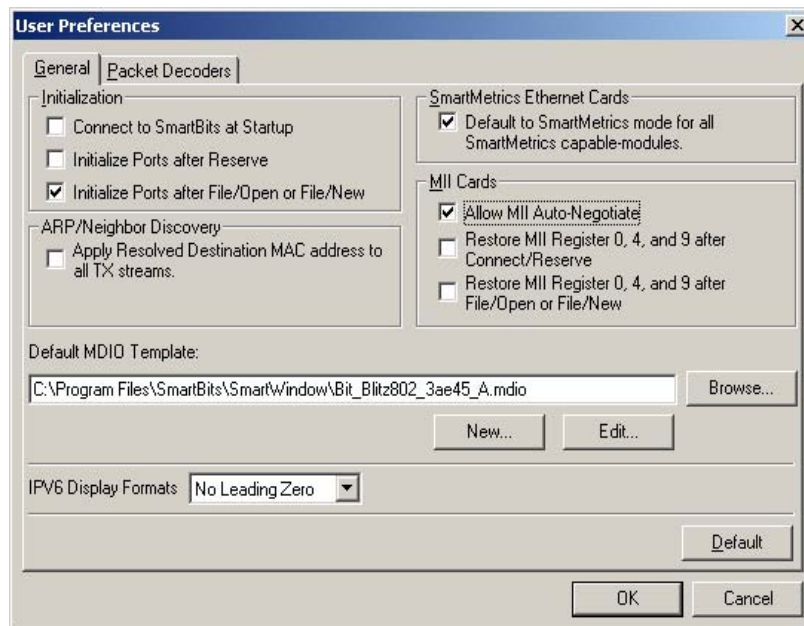 User Preferences
General
Packet Decoders
Initialization
Connect to SmartBits at Startup
Initialize Ports after Reserve
Initialize Ports after File/Open or File/New
ARP/Neighbor Discovery
Apply Resolved Destination MAC address to
all TX streams.
SmartMetrics Ethernet Cards
Default to SmartMetrics mode for all
SmartMetrics capable-modules.
MII Cards
Allow MII Auto-Negotiate
Restore MII Register 0, 4, and 9 after
Connect/Reserve
Restore MII Register 0, 4, and 9 after
File/Open or File/New
Default MDIO Template:
C:\Program Files\SmartBits\SmartWindow\Bit_Blitz802_3ae45_A.mdio
Browse...
New...
Edit...
IPV6 Display Formats
No Leading Zero
Default
OK
Cancel